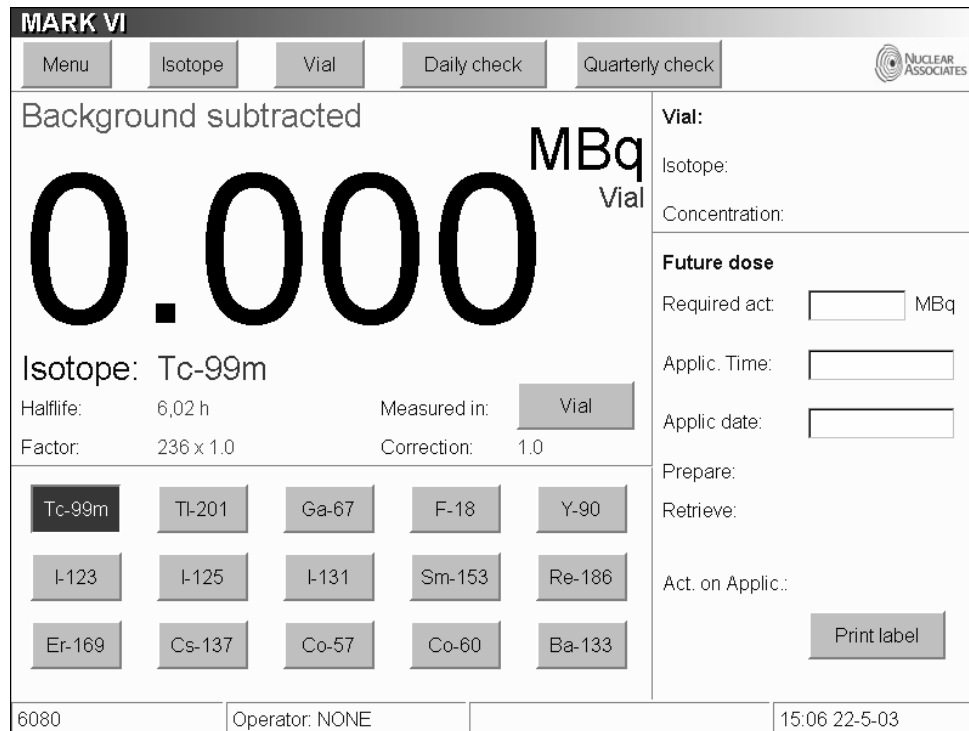 MARK VI
Menu Isotope Vial Daily check Quarterly check
NUCLEAR
ASSOCIATES
Background subtracted
0.000 MBq
Vial
Isotope: Tc-99m
Halflife: 6,02 h Measured in: Vial
Factor: 236 x 1.0 Correction: 1.0
Tc-99m Tl-201 Ga-67 F-18 Y-90
I-123 I-125 I-131 Sm-153 Re-186
Er-169 Cs-137 Co-57 Co-60 Ba-133
Vial:
Isotope:
Concentration:
Future dose
Required act: MBq
Applic. Time:
Applic date:
Prepare:
Retrieve:
Act. on Applic.:
Print label
6080 Operator: NONE 15:06 22-5-03